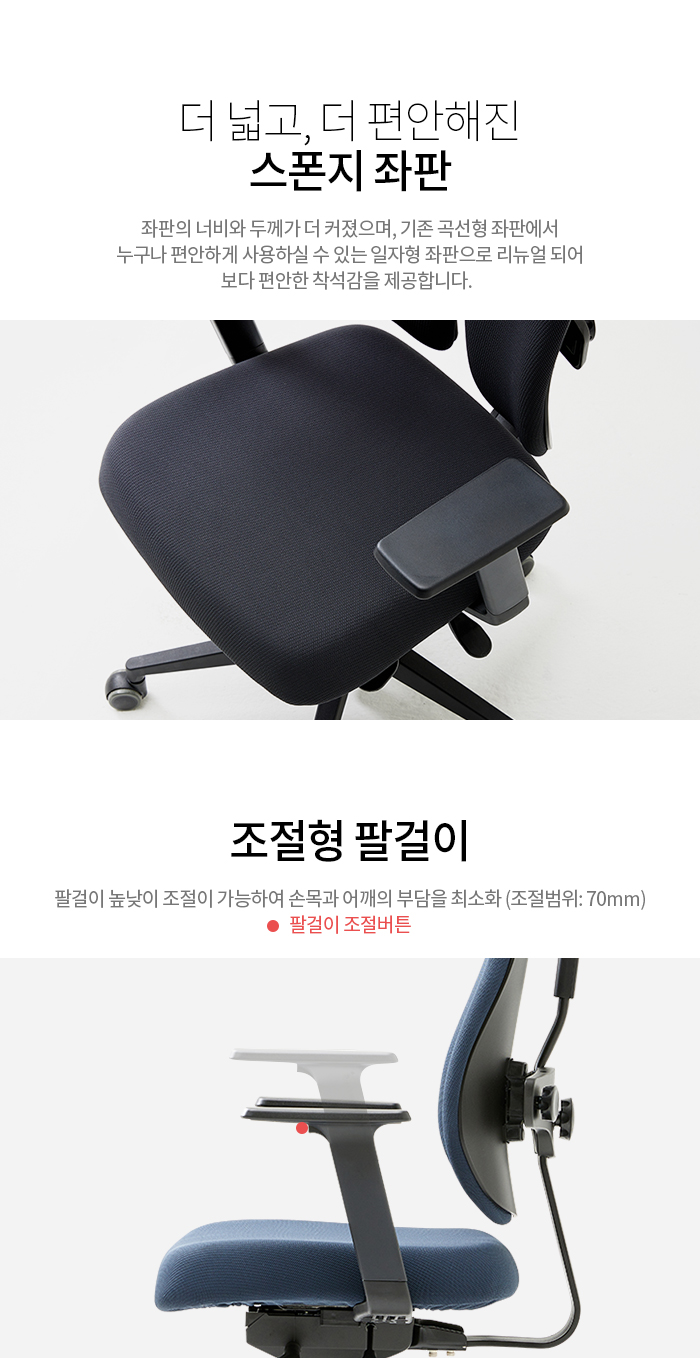 더 넓고, 더 편안해진
스폰지 좌판
좌판의 너비와 두께가 더 커졌으며, 기존 곡선형 좌판에서
누구나 편안하게 사용하실 수 있는 일자형 좌판으로 리뉴얼 되어
보다 편안한 착석감을 제공합니다.
조절형 팔걸이
팔걸이 높낮이 조절이 가능하여 손목과 어깨의 부담을 최소화 (조절범위: 70mm)
팔걸이 조절버튼